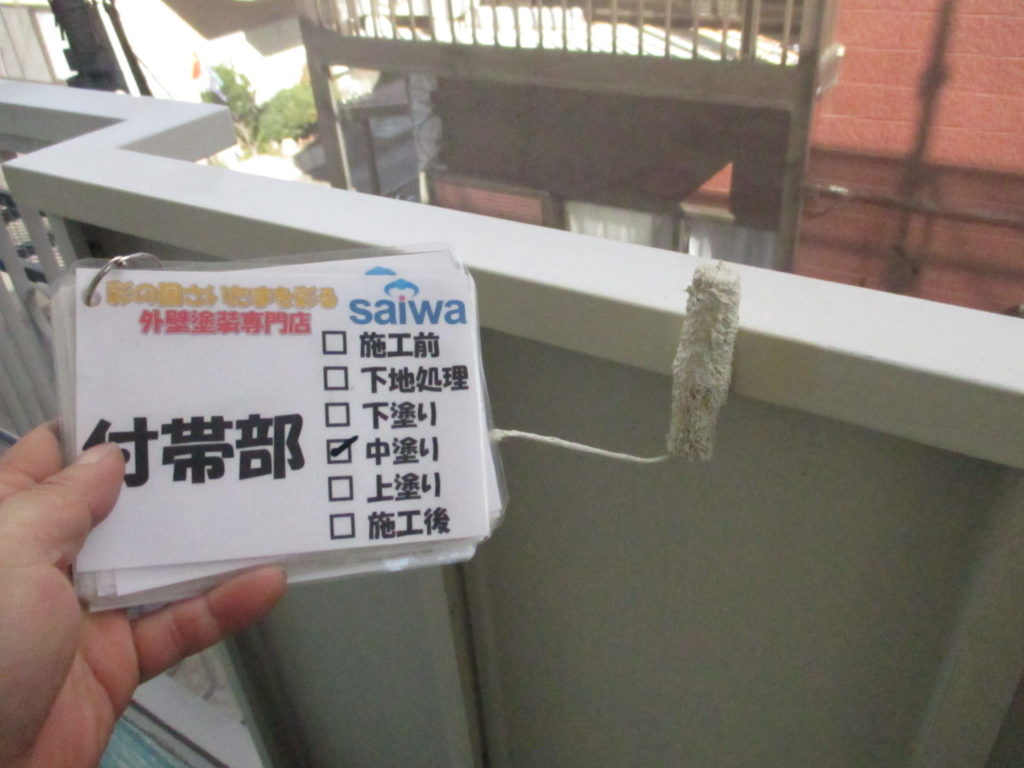 彩の国さいたまを彩る
外壁塗装専門店
saiwa
付帯部
□ 施工前
□ 下地処理
□ 下塗り
☑ 中塗り
□ 上塗り
□ 施工後